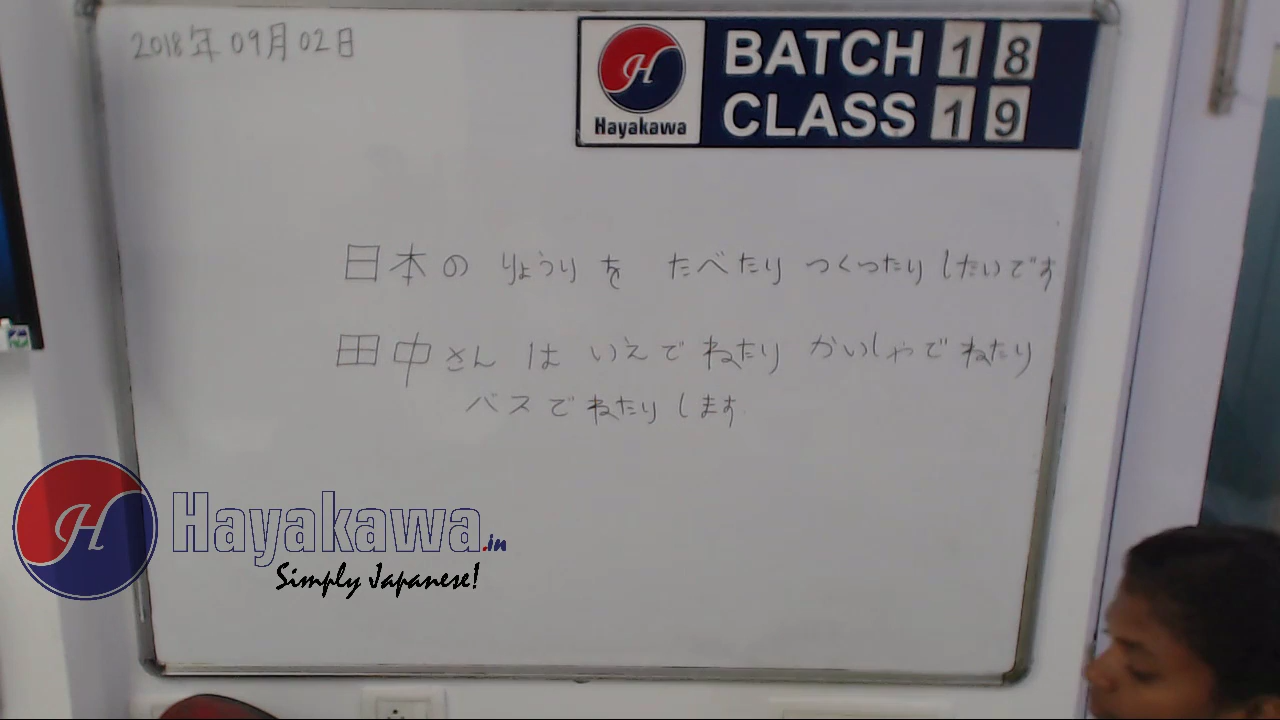 2018年09月02日
H
Hayakawa
BATCH 18
CLASS 19
日本の りょうり を たべたり つくったり したいです
田中さん は いえで ねたり かいしゃで ねたり
バスで ねたり します
H
Hayakawa.in
Simply Japanese!